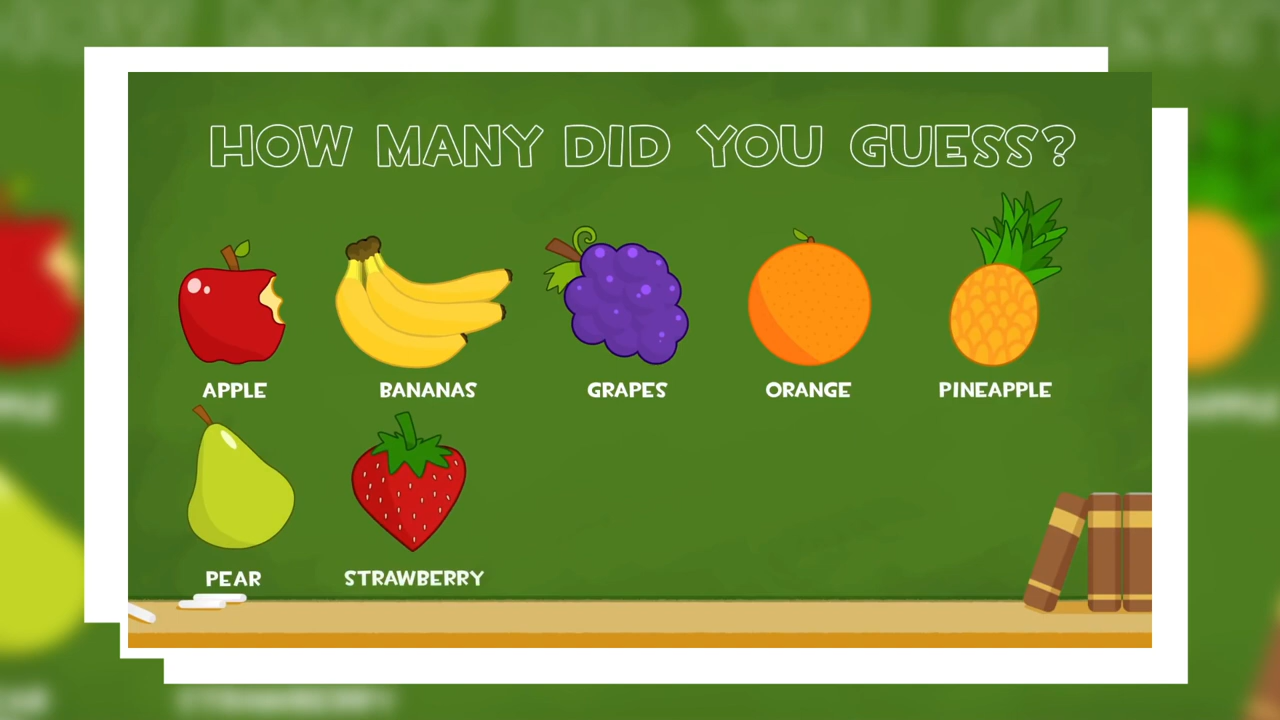 HOW MANY DID YOU GUESS?
APPLE BANANAS GRAPES ORANGE PINEAPPLE
PEAR STRAWBERRY